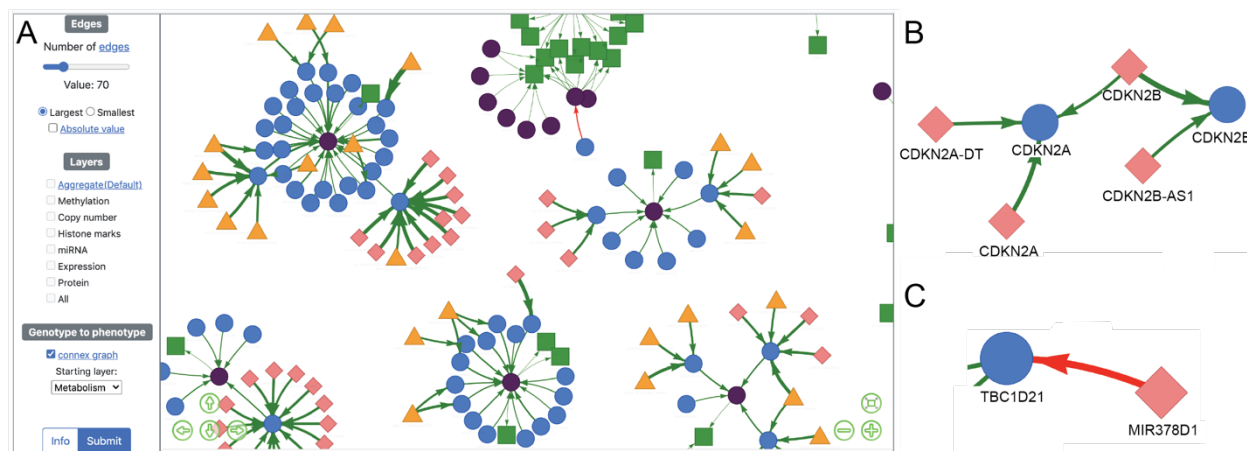 A
Edges
Number of edges
Value: 70
Largest Smallest
Absolute value
Layers
Aggregate(Default)
Methylation
Copy number
Histone marks
miRNA
Expression
Protein
All
Genotype to phenotype
connex graph
Starting layer:
Metabolism
Info Submit
B
CDKN2B
CDKN2A-DT
CDKN2A
CDKN2B
CDKN2B-AS1
CDKN2A
C
TBC1D21
MIR378D1